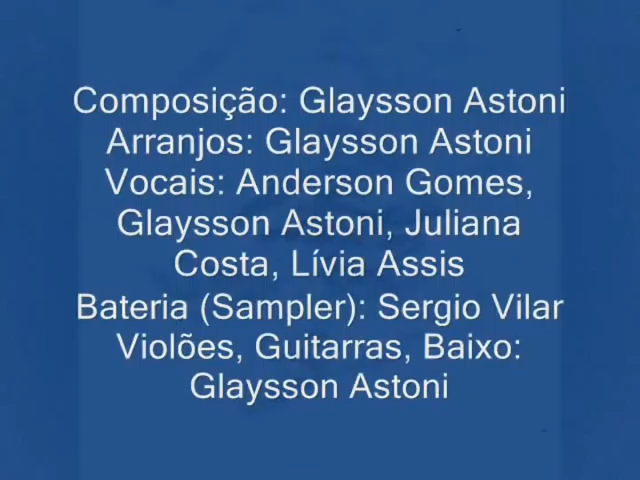 Composição: Glaysson Astoni
Arranjos: Glaysson Astoni
Vocais: Anderson Gomes,
Glaysson Astoni, Juliana
Costa, Lívia Assis
Bateria (Sampler): Sergio Vilar
Violões, Guitarras, Baixo:
Glaysson Astoni